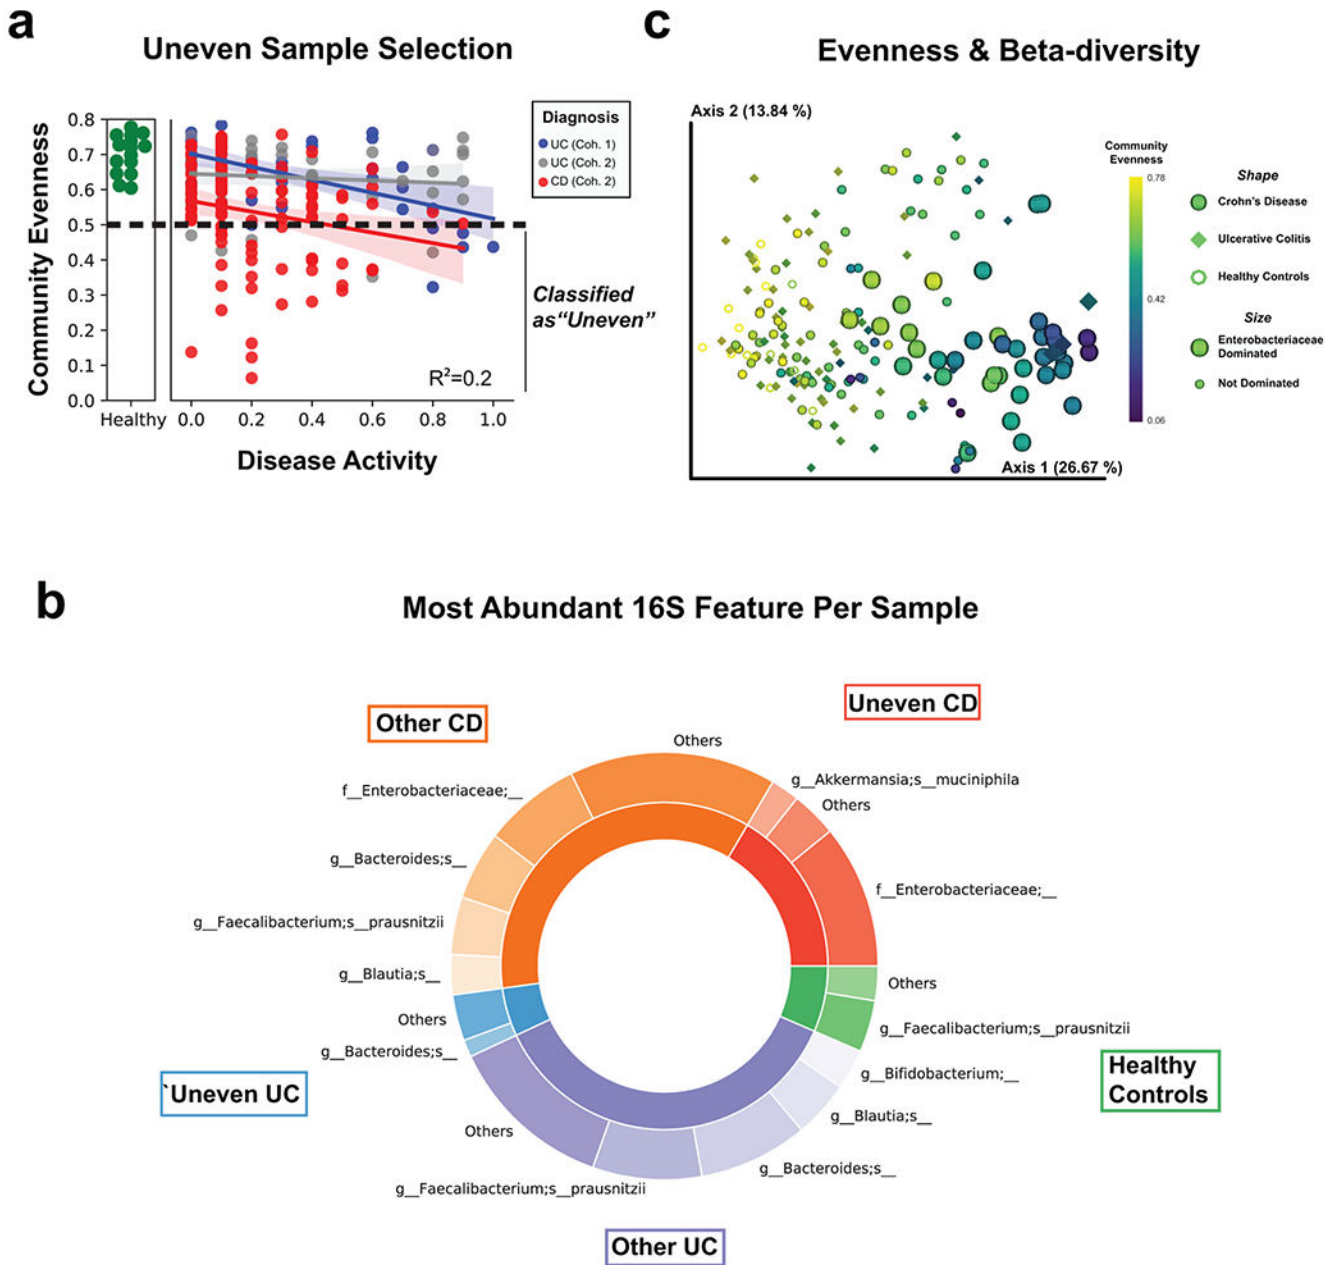 a
Uneven Sample Selection
Community Evenness
0.8
0.7
0.6
0.5
0.4
0.3
0.2
0.1
0.0
Healthy
0.0 0.2 0.4 0.6 0.8 1.0
Disease Activity
R²=0.2
Diagnosis
UC (Coh. 1)
UC (Coh. 2)
CD (Coh. 2)
Classified
as“Uneven”
c
Evenness & Beta-diversity
Axis 2 (13.84 %)
Axis 1 (26.67 %)
Community
Evenness
0.78
0.42
0.06
Shape
Crohn's Disease
Ulcerative Colitis
Healthy Controls
Size
Enterobacteriaceae
Dominated
Not Dominated
b
Most Abundant 16S Feature Per Sample
Other CD
Uneven CD
Others
g__Akkermansia;s__muciniphila
Others
f__Enterobacteriaceae;__
f__Enterobacteriaceae;__
g__Bacteroides;s__
g__Faecalibacterium;s__prausnitzii
g__Blautia;s__
Others
g__Bacteroides;s__
`Uneven UC
Others
g__Faecalibacterium;s__prausnitzii
Others
g__Faecalibacterium;s__prausnitzii
g__Bifidobacterium;__
g__Blautia;s__
g__Bacteroides;s__
Healthy
Controls
Other UC